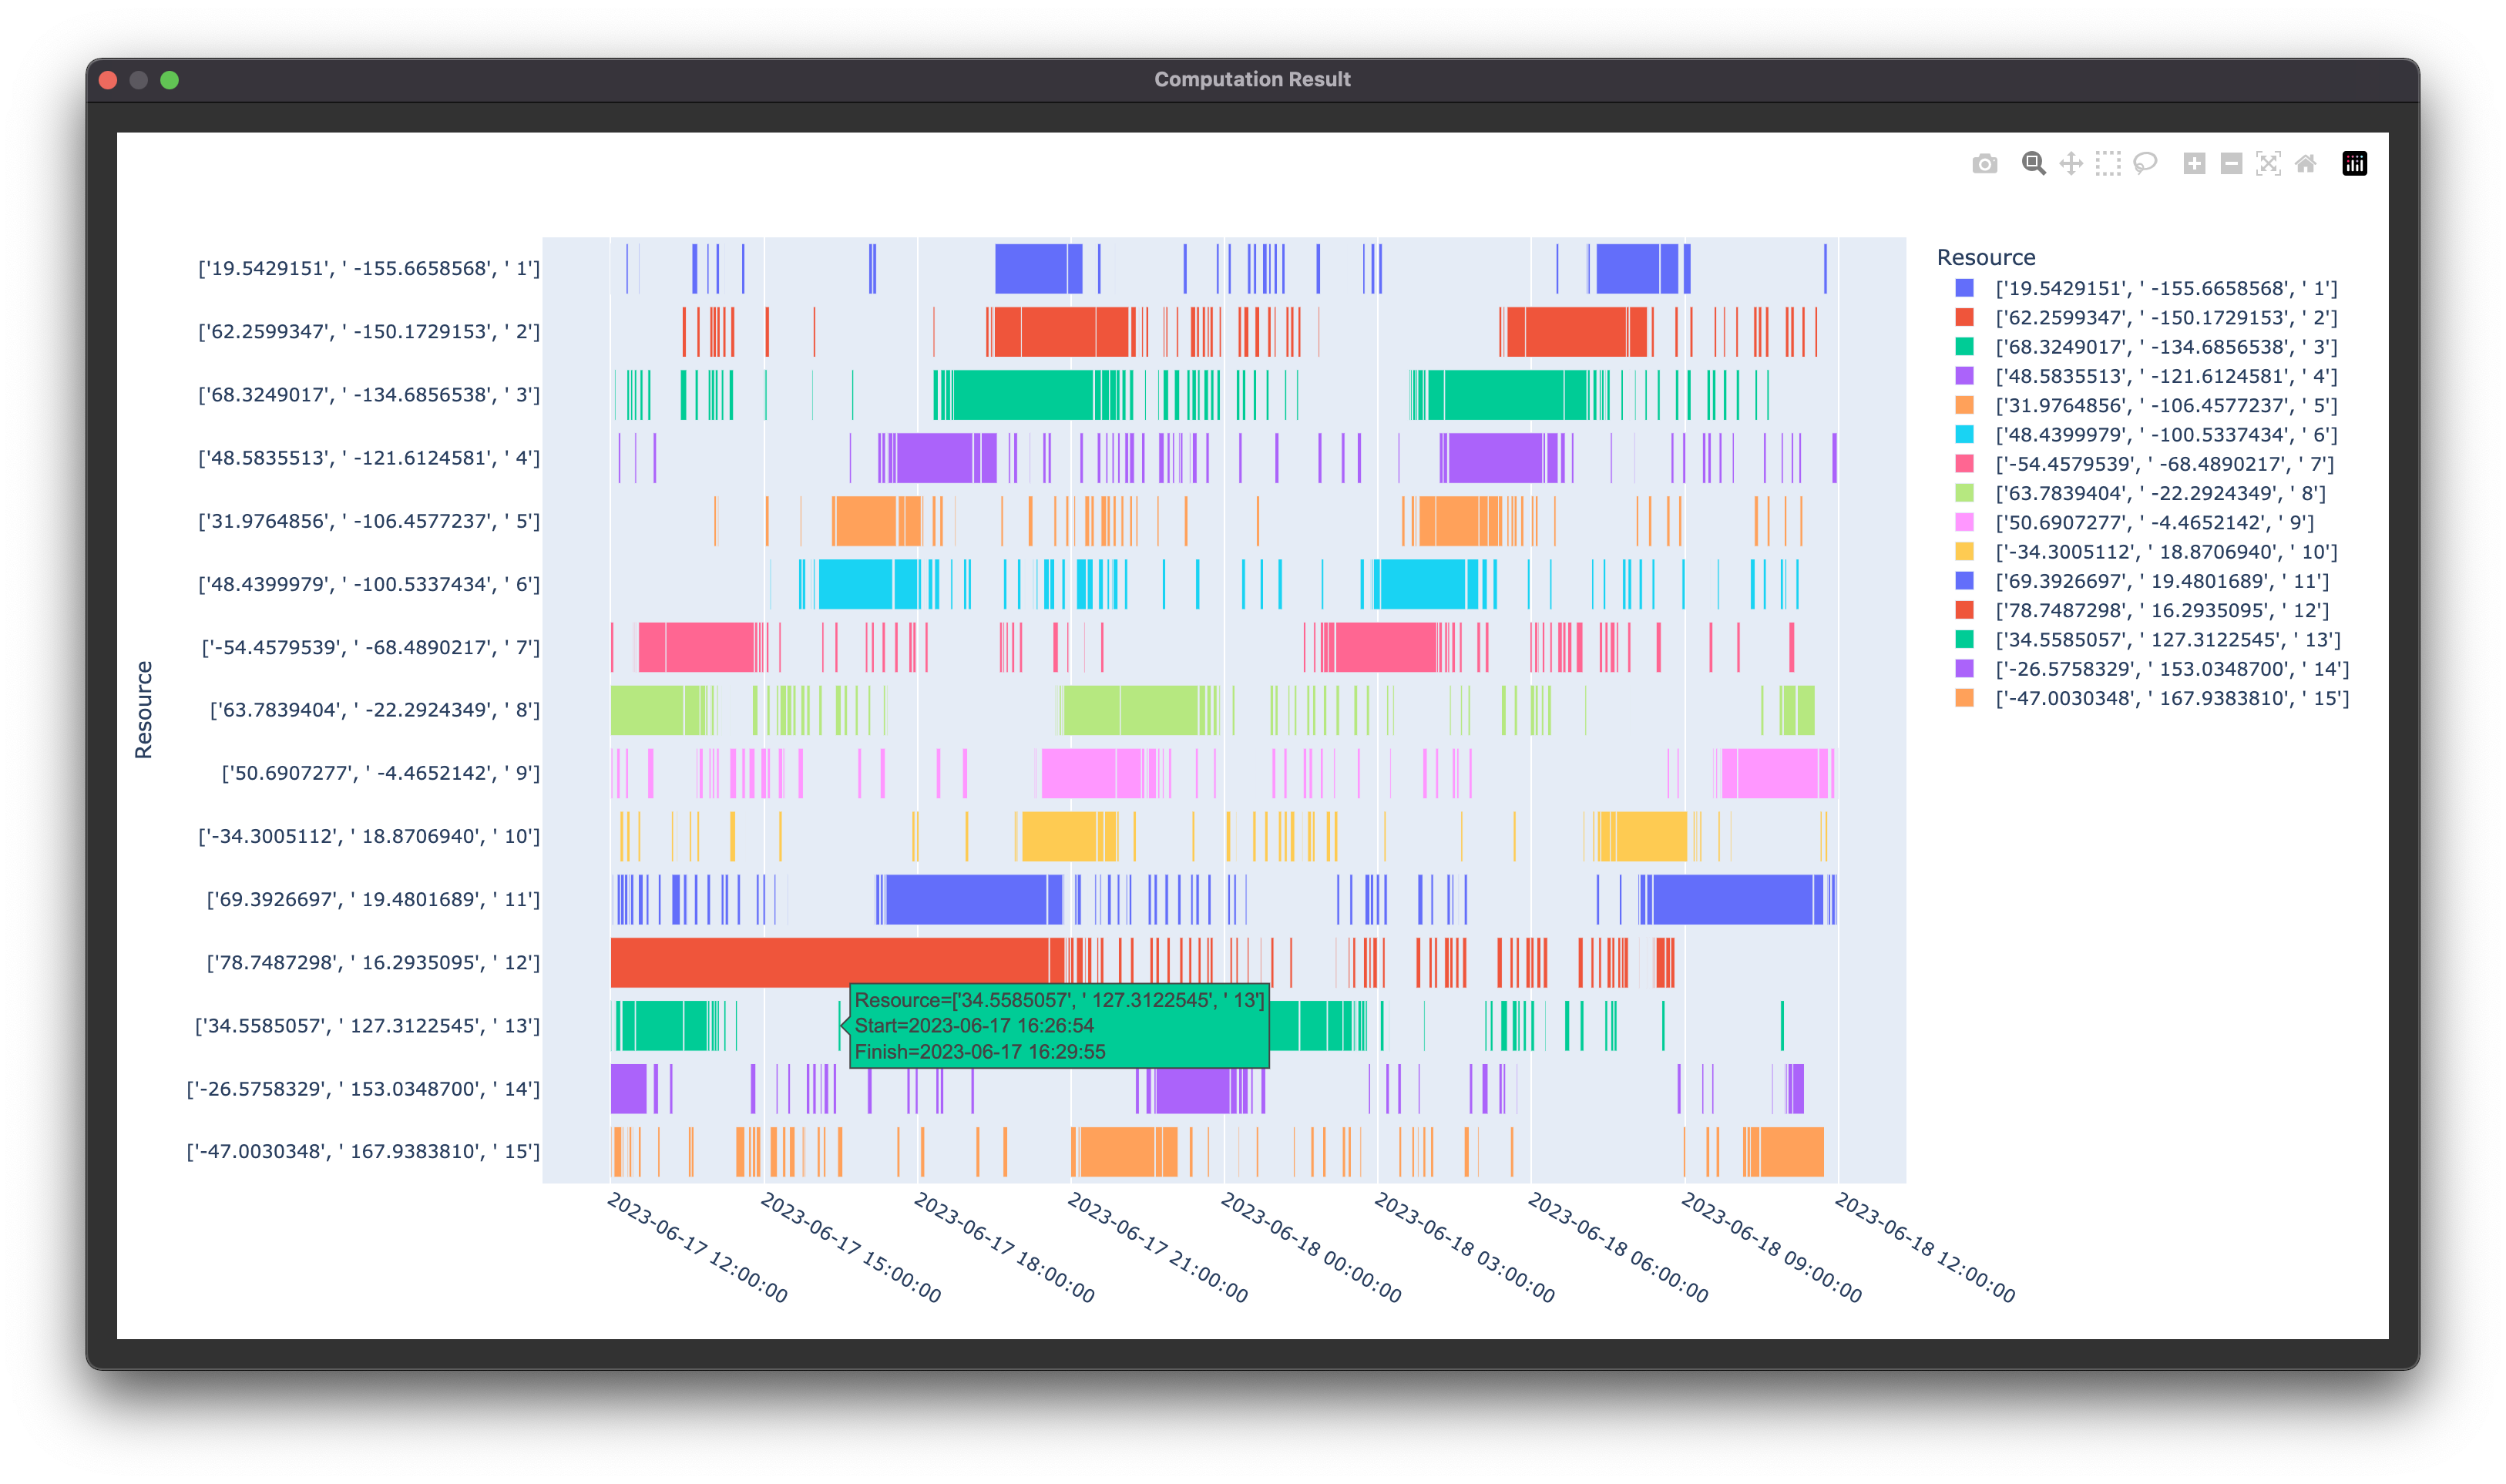 Computation Result
['19.5429151', ' -155.6658568', ' 1']
['62.2599347', ' -150.1729153', ' 2']
['68.3249017', ' -134.6856538', ' 3']
['48.5835513', ' -121.6124581', ' 4']
['31.9764856', ' -106.4577237', ' 5']
['48.4399979', ' -100.5337434', ' 6']
['-54.4579539', ' -68.4890217', ' 7']
['63.7839404', ' -22.2924349', ' 8']
['50.6907277', ' -4.4652142', ' 9']
['-34.3005112', ' 18.8706940', ' 10']
['69.3926697', ' 19.4801689', ' 11']
['78.7487298', ' 16.2935095', ' 12']
['34.5585057', ' 127.3122545', ' 13']
['-26.5758329', ' 153.0348700', ' 14']
['-47.0030348', ' 167.9383810', ' 15']
Resource
Resource=['34.5585057', ' 127.3122545', ' 13']
Start=2023-06-17 16:26:54
Finish=2023-06-17 16:29:55
2023-06-17 12:00:00
2023-06-17 15:00:00
2023-06-17 18:00:00
2023-06-17 21:00:00
2023-06-18 00:00:00
2023-06-18 03:00:00
2023-06-18 06:00:00
2023-06-18 09:00:00
2023-06-18 12:00:00
Resource
['19.5429151', ' -155.6658568', ' 1']
['62.2599347', ' -150.1729153', ' 2']
['68.3249017', ' -134.6856538', ' 3']
['48.5835513', ' -121.6124581', ' 4']
['31.9764856', ' -106.4577237', ' 5']
['48.4399979', ' -100.5337434', ' 6']
['-54.4579539', ' -68.4890217', ' 7']
['63.7839404', ' -22.2924349', ' 8']
['50.6907277', ' -4.4652142', ' 9']
['-34.3005112', ' 18.8706940', ' 10']
['69.3926697', ' 19.4801689', ' 11']
['78.7487298', ' 16.2935095', ' 12']
['34.5585057', ' 127.3122545', ' 13']
['-26.5758329', ' 153.0348700', ' 14']
['-47.0030348', ' 167.9383810', ' 15']